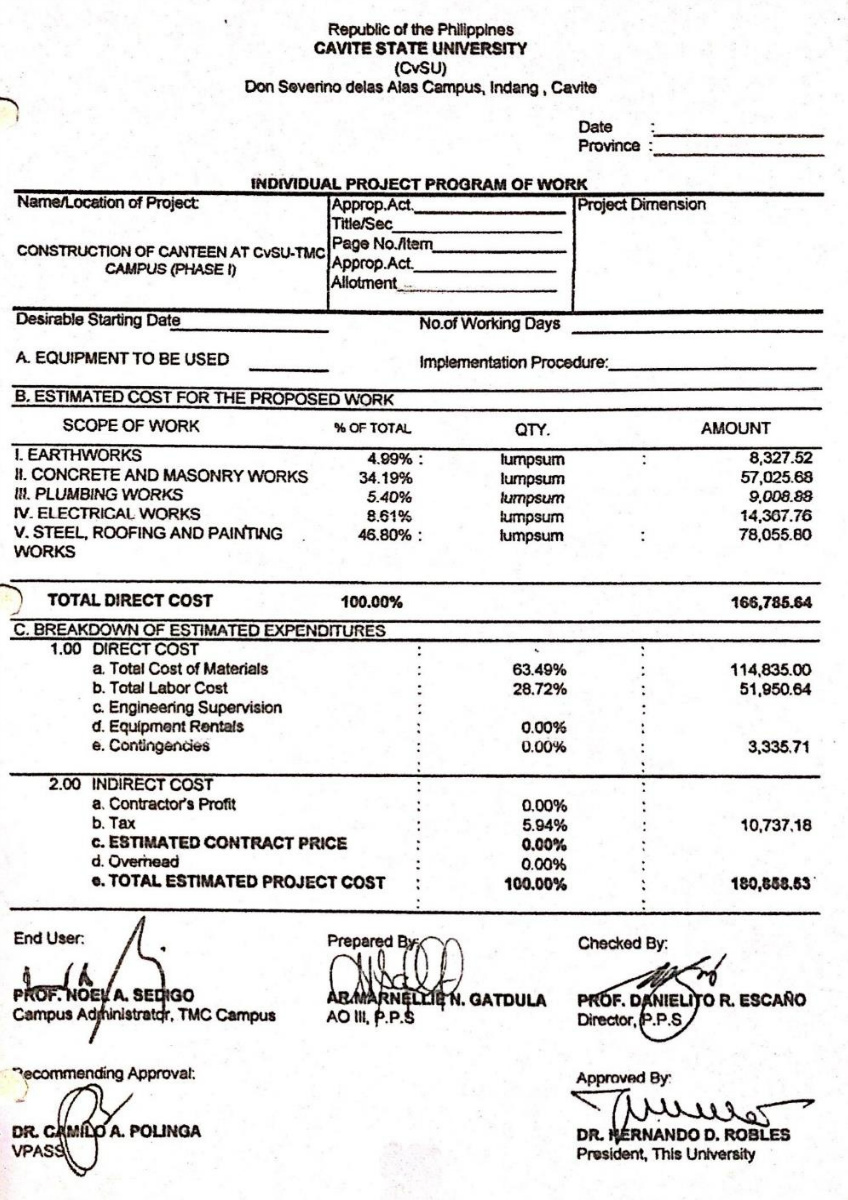 Republic of the Philippines
CAVITE STATE UNIVERSITY
(CvSU)
Don Severino delas Alas Campus, Indang , Cavite
Date :
Province :
INDIVIDUAL PROJECT PROGRAM OF WORK
Name/Location of Project:
CONSTRUCTION OF CANTEEN AT CvSU-TMC
CAMPUS (PHASE I)
Approp.Act.
Title/Sec
Page No./Item
Approp.Act.
Allotment
Project Dimension
Desirable Starting Date No.of Working Days
A. EQUIPMENT TO BE USED Implementation Procedure:
B. ESTIMATED COST FOR THE PROPOSED WORK
SCOPE OF WORK % OF TOTAL QTY. AMOUNT
I. EARTHWORKS 4.99% : lumpsum : 8,327.52
II. CONCRETE AND MASONRY WORKS 34.19% lumpsum 57,025.68
III. PLUMBING WORKS 5.40% lumpsum 9,008.88
IV. ELECTRICAL WORKS 8.61% lumpsum 14,367.76
V. STEEL, ROOFING AND PAINTING 46.80% : lumpsum : 78,055.80
WORKS
TOTAL DIRECT COST 100.00% 166,785.64
C. BREAKDOWN OF ESTIMATED EXPENDITURES
1.00 DIRECT COST : :
a. Total Cost of Materials : 63.49% : 114,835.00
b. Total Labor Cost : 28.72% : 51,950.64
c. Engineering Supervision : :
d. Equipment Rentals : 0.00% :
e. Contingencies : 0.00% : 3,335.71
2.00 INDIRECT COST : :
a. Contractor's Profit : 0.00% :
b. Tax : 5.94% : 10,737.18
c. ESTIMATED CONTRACT PRICE : 0.00% :
d. Overhead : 0.00% :
e. TOTAL ESTIMATED PROJECT COST : 100.00% : 180,858.53
End User:
PROF. NOEL A. SEDIGO
Campus Administrator, TMC Campus
Prepared By:
AR.MARNELLIE N. GATDULA
AO III, P.P.S
Checked By:
PROF. DANIELITO R. ESCAÑO
Director, P.P.S
Recommending Approval:
DR. CAMILO A. POLINGA
VPASS
Approved By:
DR. HERNANDO D. ROBLES
President, This University